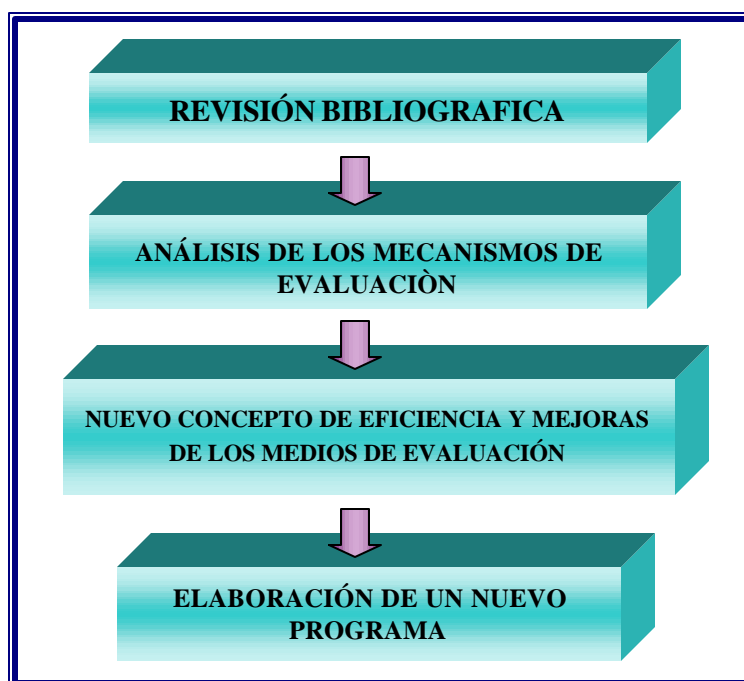 REVISIÓN BIBLIOGRAFICA
ANÁLISIS DE LOS MECANISMOS DE
EVALUACIÒN
NUEVO CONCEPTO DE EFICIENCIA Y MEJORAS
DE LOS MEDIOS DE EVALUACIÓN
ELABORACIÓN DE UN NUEVO
PROGRAMA